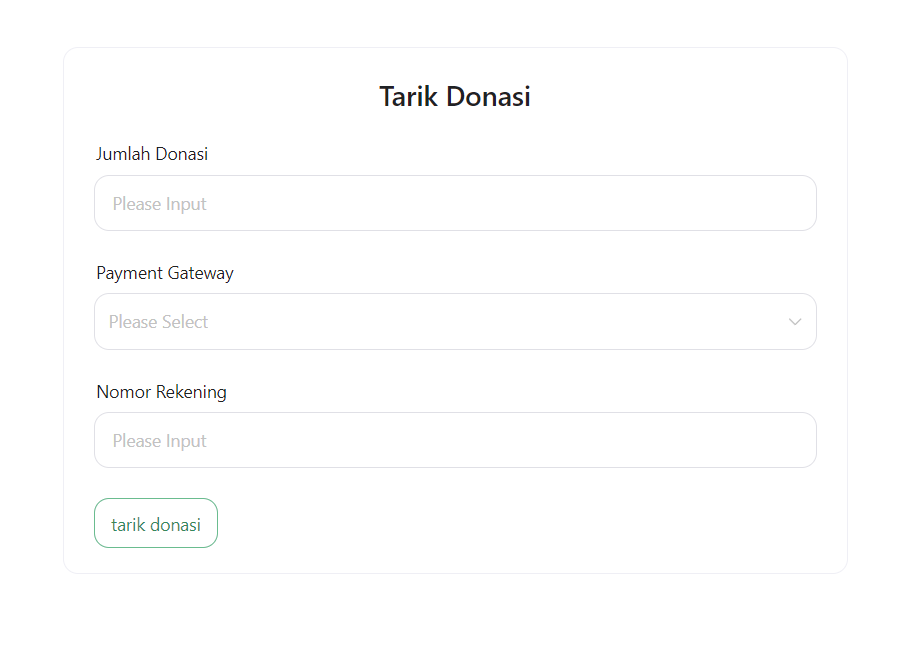 Tarik Donasi
Jumlah Donasi
Please Input
Payment Gateway
Please Select
Nomor Rekening
Please Input
tarik donasi